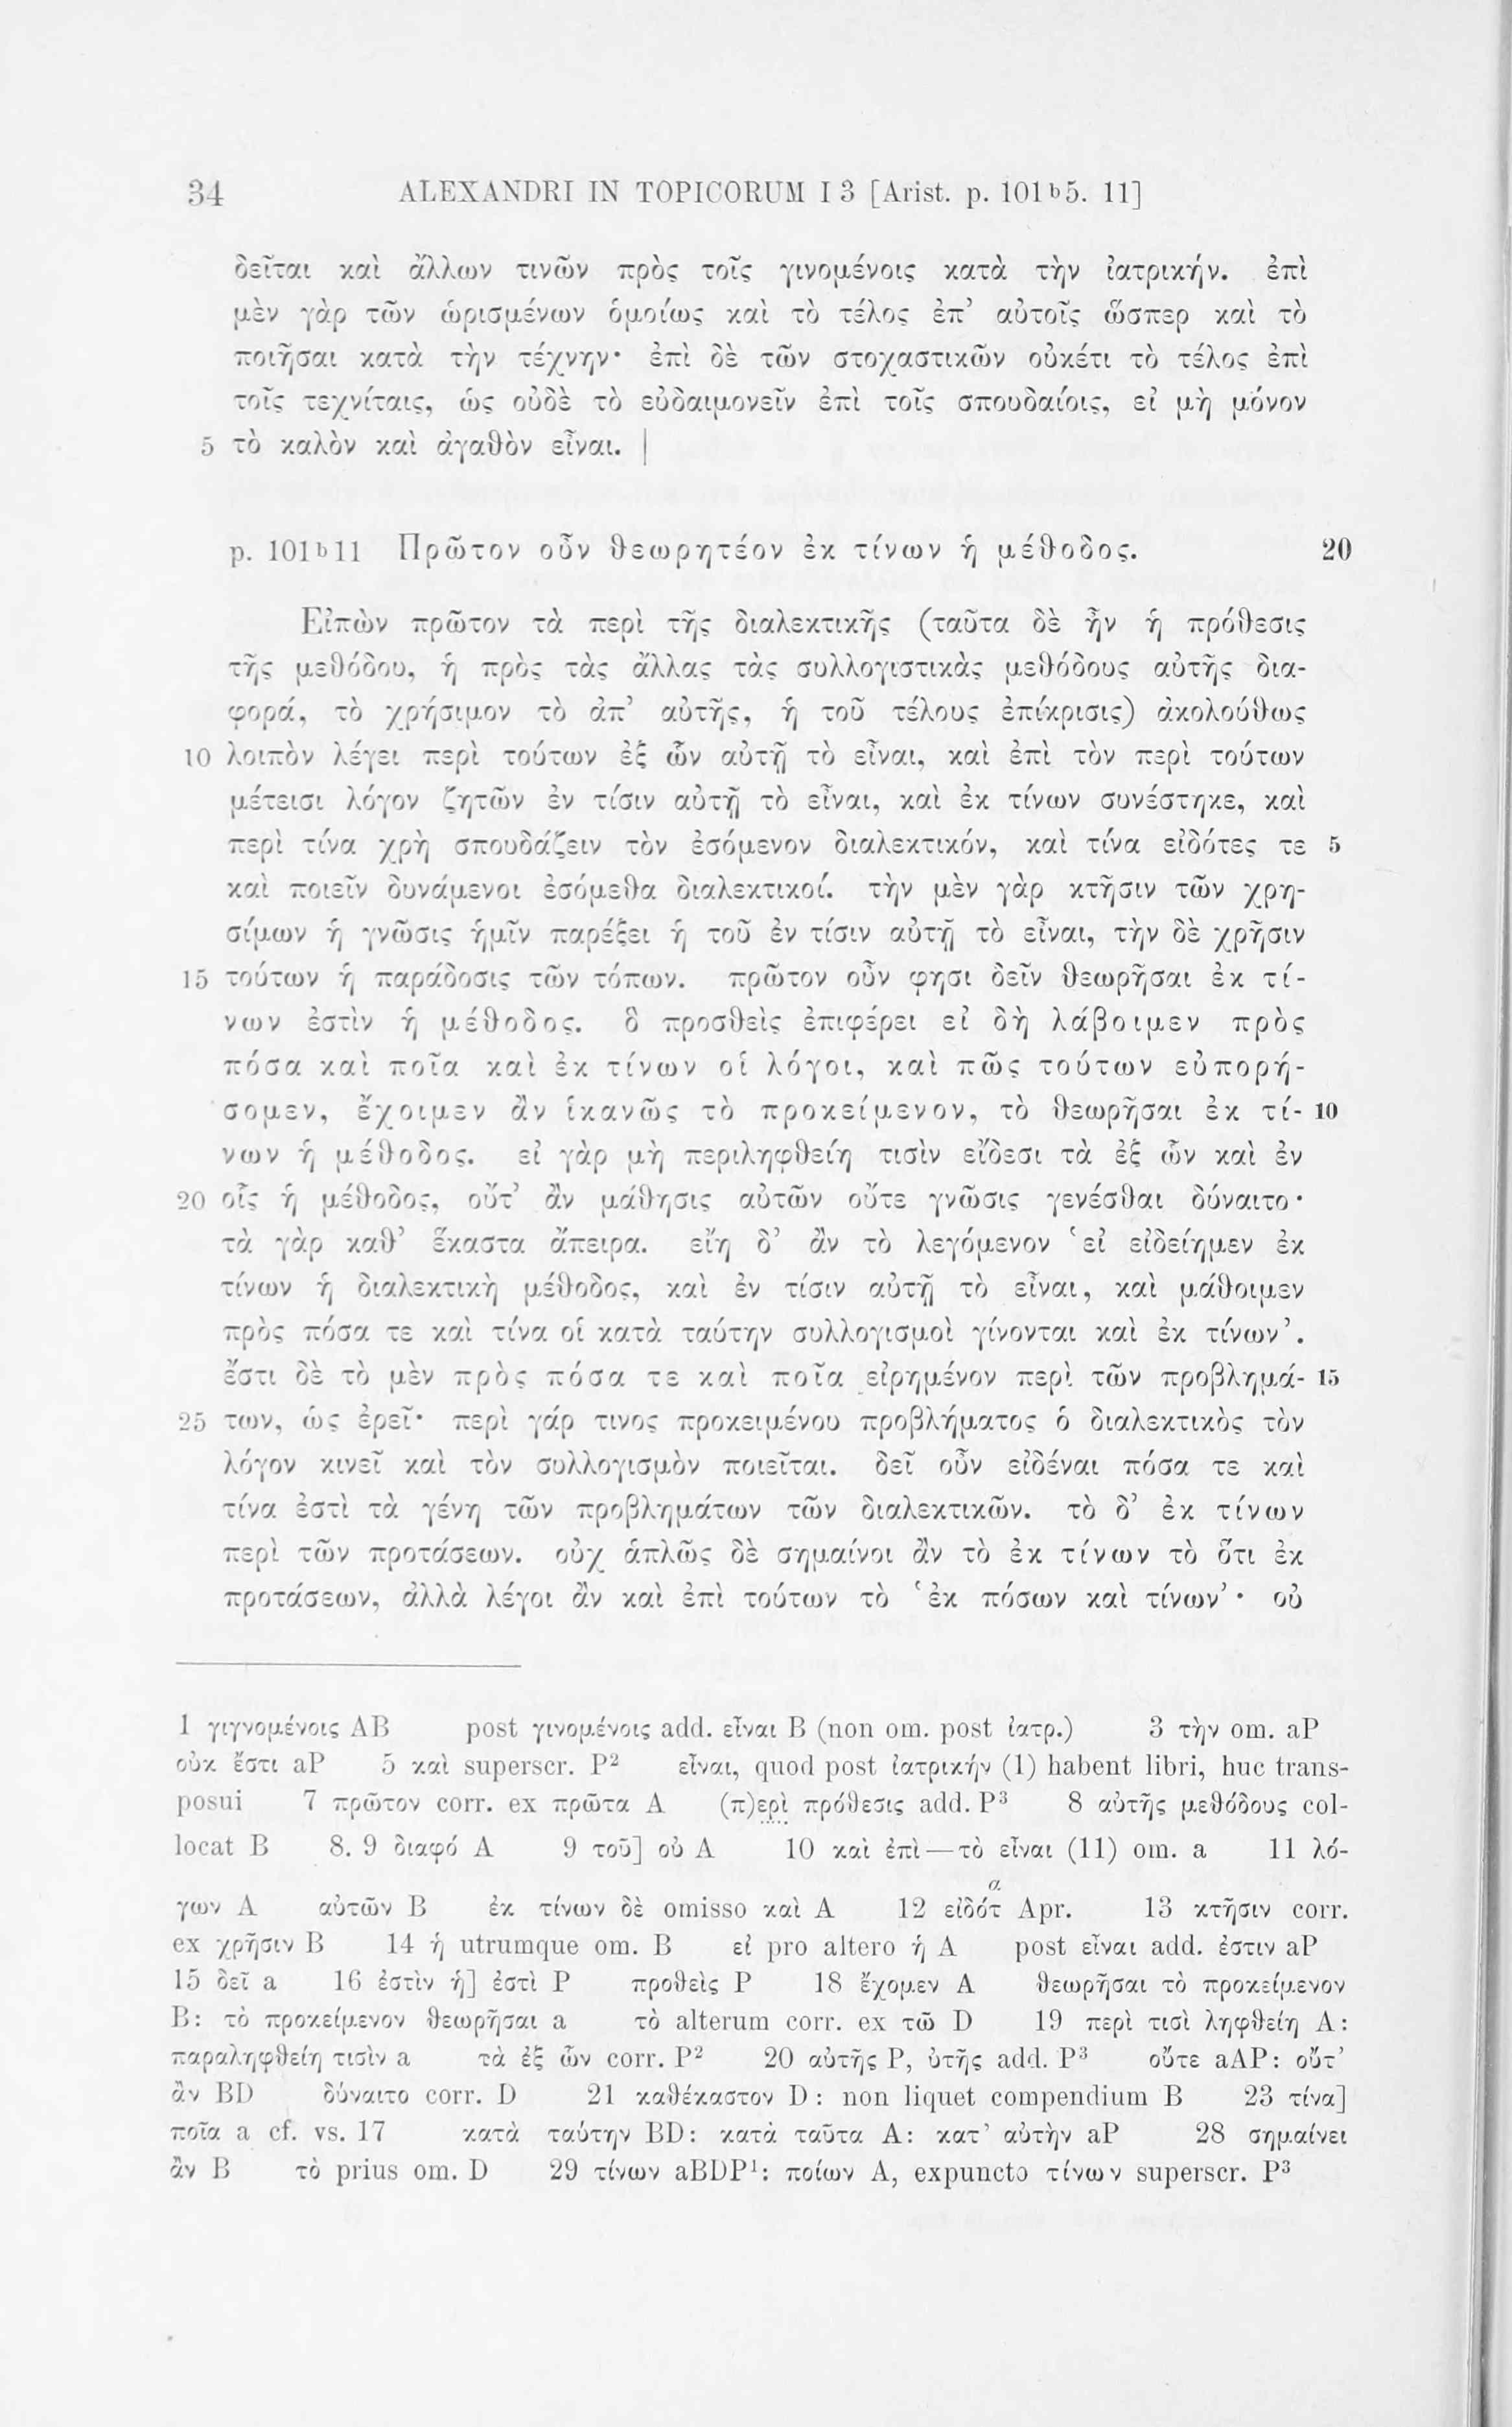 34 ALEXANDRI IN TOPICORUM I 3 [Arist. p. 101ᵇ5. 11]
δεῖται καὶ ἄλλων τινῶν πρὸς τοῖς γινομένοις κατὰ τὴν ἰατρικήν. ἐπὶ
μὲν γὰρ τῶν ὡρισμένων ὁμοίως καὶ τὸ τέλος ἐπ’ αὐτοῖς ὥσπερ καὶ τὸ
ποιῆσαι κατὰ τὴν τέχνην· ἐπὶ δὲ τῶν στοχαστικῶν οὐκέτι τὸ τέλος ἐπὶ
τοῖς τεχνίταις, ὡς οὐδὲ τὸ εὐδαιμονεῖν ἐπὶ τοῖς σπουδαίοις, εἰ μὴ μόνον
5 τὸ καλὸν καὶ ἀγαθὸν εἶναι. |
p. 101ᵇ11 Πρῶτον οὖν θεωρητέον ἐκ τίνων ἡ μέθοδος. 20
Εἰπὼν πρῶτον τὰ περὶ τῆς διαλεκτικῆς (ταῦτα δὲ ἦν ἡ πρόθεσις
τῆς μεθόδου, ἡ πρὸς τὰς ἄλλας τὰς συλλογιστικὰς μεθόδους αὐτῆς δια-
φορά, τὸ χρήσιμον τὸ ἀπ’ αὐτῆς, ἡ τοῦ τέλους ἐπίκρισις) ἀκολούθως
10 λοιπὸν λέγει περὶ τούτων ἐξ ὧν αὐτῇ τὸ εἶναι, καὶ ἐπὶ τὸν περὶ τούτων
μέτεισι λόγον ζητῶν ἐν τίσιν αὐτῇ τὸ εἶναι, καὶ ἐκ τίνων συνέστηκε, καὶ
περὶ τίνα χρὴ σπουδάζειν τὸν ἐσόμενον διαλεκτικόν, καὶ τίνα εἰδότες τε 5
καὶ ποιεῖν δυνάμενοι ἐσόμεθα διαλεκτικοί. τὴν μὲν γὰρ κτῆσιν τῶν χρη-
σίμων ἡ γνῶσις ἡμῖν παρέξει ἡ τοῦ ἐν τίσιν αὐτῇ τὸ εἶναι, τὴν δὲ χρῆσιν
15 τούτων ἡ παράδοσις τῶν τόπων. πρῶτον οὖν φησι δεῖν θεωρῆσαι ἐκ τί-
νων ἐστὶν ἡ μέθοδος. ὃ προσθεὶς ἐπιφέρει εἰ δὴ λάβοιμεν πρὸς
πόσα καὶ ποῖα καὶ ἐκ τίνων οἱ λόγοι, καὶ πῶς τούτων εὐπορή-
σομεν, ἔχοιμεν ἂν ἱκανῶς τὸ προκείμενον, τὸ θεωρῆσαι ἐκ τί- 10
νων ἡ μέθοδος. εἰ γὰρ μὴ περιληφθείη τισὶν εἴδεσι τὰ ἐξ ὧν καὶ ἐν
20 οἷς ἡ μέθοδος, οὔτ’ ἂν μάθησις αὐτῶν οὔτε γνῶσις γενέσθαι δύναιτο·
τὰ γὰρ καθ’ ἕκαστα ἄπειρα. εἴη δ’ ἂν τὸ λεγόμενον ‘εἰ εἰδείημεν ἐκ
τίνων ἡ διαλεκτικὴ μέθοδος, καὶ ἐν τίσιν αὐτῇ τὸ εἶναι, καὶ μάθοιμεν
πρὸς πόσα τε καὶ τίνα οἱ κατὰ ταύτην συλλογισμοὶ γίνονται καὶ ἐκ τίνων’.
ἔστι δὲ τὸ μὲν πρὸς πόσα τε καὶ ποῖα εἰρημένον περὶ τῶν προβλημά- 15
25 των, ὡς ἐρεῖ· περὶ γάρ τινος προκειμένου προβλήματος ὁ διαλεκτικὸς τὸν
λόγον κινεῖ καὶ τὸν συλλογισμὸν ποιεῖται. δεῖ οὖν εἰδέναι πόσα τε καὶ
τίνα ἐστὶ τὰ γένη τῶν προβλημάτων τῶν διαλεκτικῶν. τὸ δ’ ἐκ τίνων
περὶ τῶν προτάσεων. οὐχ ἁπλῶς δὲ σημαίνοι ἂν τὸ ἐκ τίνων τὸ ὅτι ἐκ
προτάσεων, ἀλλὰ λέγοι ἂν καὶ ἐπὶ τούτων τὸ ‘ἐκ πόσων καὶ τίνων’· οὐ
1 γιγνομένοις AB post γινομένοις add. εἶναι B (non om. post ἰατρ.) 3 τὴν om. aP
οὐκ ἔστι aP 5 καὶ superscr. P² εἶναι, quod post ἰατρικήν (1) habent libri, huc trans-
posui 7 πρῶτον corr. ex πρῶτα A (π)ερὶ πρόθεσις add. P³ 8 αὐτῆς μεθόδους col-
locat B 8. 9 διαφό A 9 τοῦ] οὐ A 10 καὶ ἐπὶ — τὸ εἶναι (11) om. a 11 λό-
γων A αὐτῶν B ἐκ τίνων δὲ omisso καὶ A 12 εἰδότᵅ Apr. 13 κτῆσιν corr.
ex χρῆσιν B 14 ἡ utrumque om. B εἰ pro altero ἡ A post εἶναι add. ἐστιν aP
15 δεῖ a 16 ἐστὶν ἡ] ἐστὶ P προθεὶς P 18 ἔχομεν A θεωρῆσαι τὸ προκείμενον
B: τὸ προκείμενον θεωρῆσαι a τὸ alterum corr. ex τῶ D 19 περὶ τισὶ ληφθείη A:
παραληφθείη τισὶν a τὰ ἐξ ὧν corr. P² 20 αὐτῆς P, ὑτῆς add. P³ οὔτε aAP: οὔτ’
ἂν BD δύναιτο corr. D 21 καθέκαστον D: non liquet compendium B 23 τίνα]
ποῖα a cf. vs. 17 κατὰ ταύτην BD: κατὰ ταῦτα A: κατ’ αὐτὴν aP 28 σημαίνει
ἂν B τὸ prius om. D 29 τίνων aBDP¹: ποίων A, expuncto τίνων superscr. P³